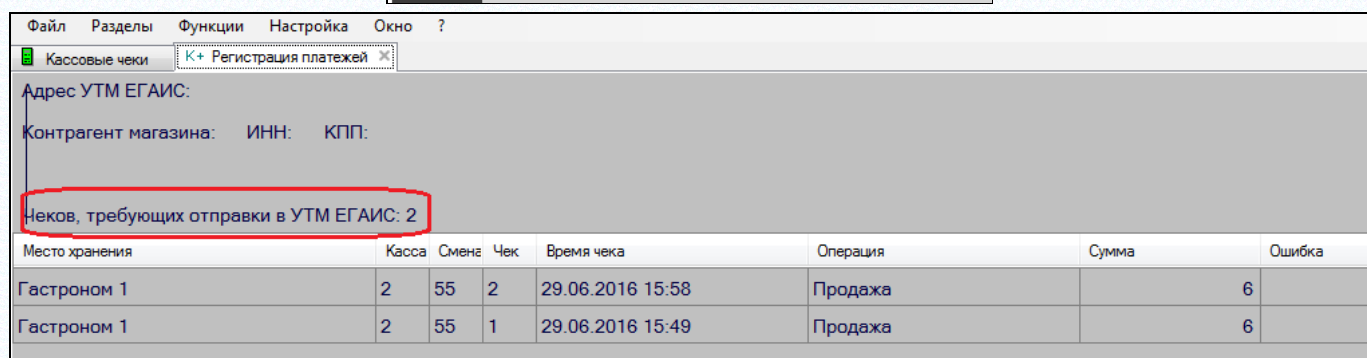 Файл Разделы Функции Настройка Окно ?
Кассовые чеки К+ Регистрация платежей
Адрес УТМ ЕГАИС:
Контрагент магазина: ИНН: КПП:
Чеков, требующих отправки в УТМ ЕГАИС: 2
Место хранения Касса Смена Чек Время чека Операция Сумма Ошибка
Гастроном 1 2 55 2 29.06.2016 15:58 Продажа 6
Гастроном 1 2 55 1 29.06.2016 15:49 Продажа 6